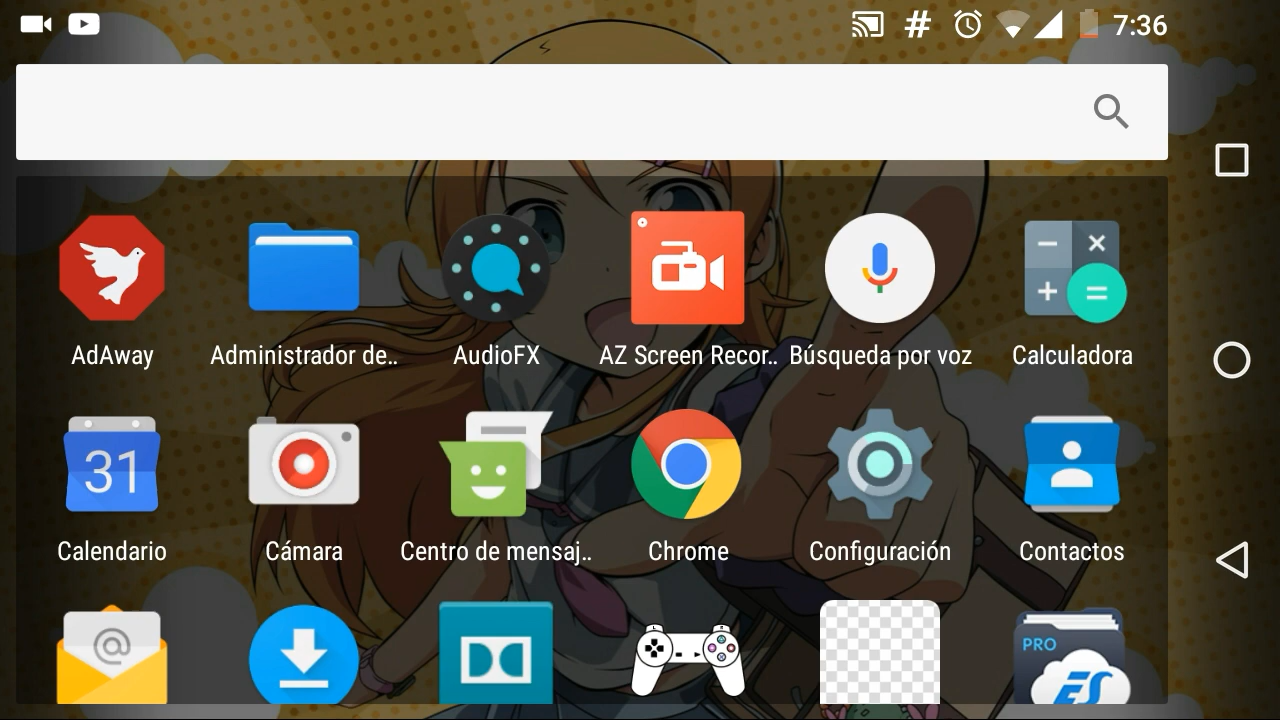 # 7:36
AdAway
Administrador de..
AudioFX
AZ Screen Recor..
Búsqueda por voz
Calculadora
31
Calendario
Cámara
Centro de mensaj..
Chrome
Configuración
Contactos
@
PRO
ES